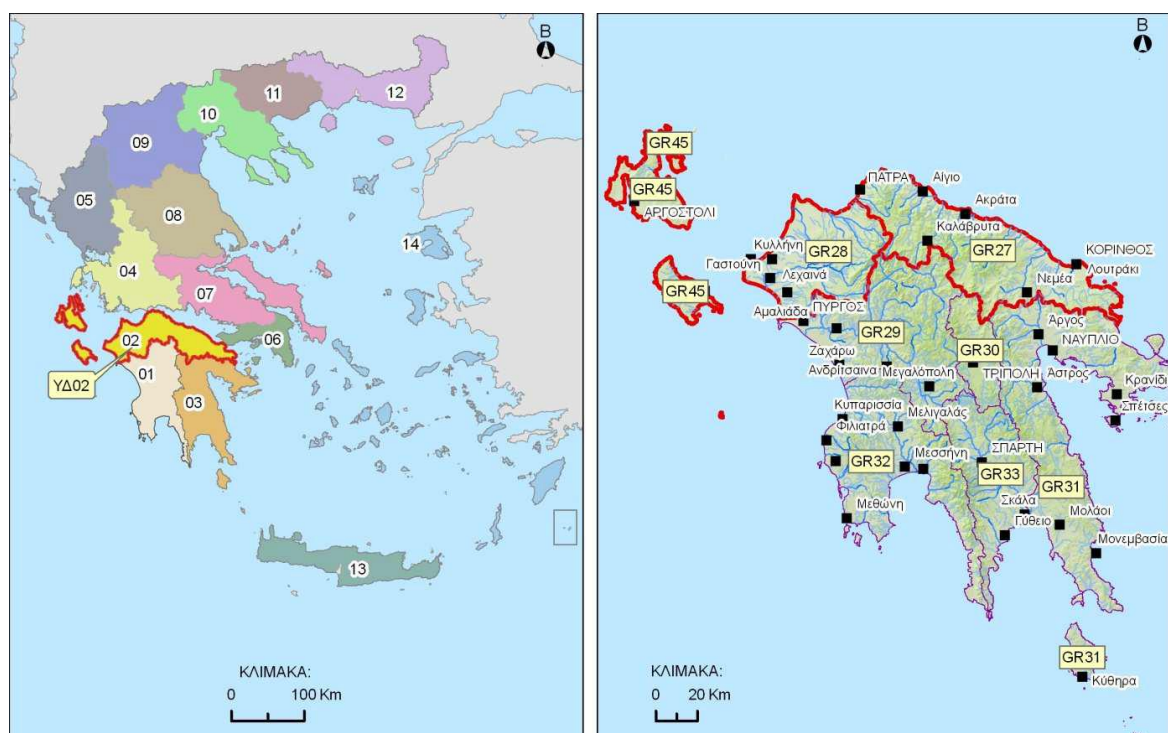 B
12
11
10
09
05
08
14
04
07
06
02
01
ΥΔ02
03
13
ΚΛΙΜΑΚΑ:
0 100 Km
B
GR45
GR45
ΑΡΓΟΣΤΟΛΙ
ΠΑΤΡΑ
Αίγιο
Ακράτα
Καλάβρυτα
GR28
GR27
ΚΟΡΙΝΘΟΣ
Κυλλήνη
Λουτράκι
Γαστούνη
Λεχαινά
GR45
Νεμέα
Αμαλιάδα
ΠΥΡΓΟΣ
GR29
Άργος
ΝΑΥΠΛΙΟ
Ζαχάρω
GR30
Ανδρίτσαινα
Μεγαλόπολη
ΤΡΙΠΟΛΗ
Άστρος
Κρανίδι
Σπέτσες
Κυπαρισσία
Μελιγαλάς
Φιλιατρά
GR32
Μεσσήνη
ΣΠΑΡΤΗ
GR33
GR31
Μεθώνη
Σκάλα
Μολάοι
Γύθειο
Μονεμβασία
GR31
Κύθηρα
ΚΛΙΜΑΚΑ:
0 20 Km